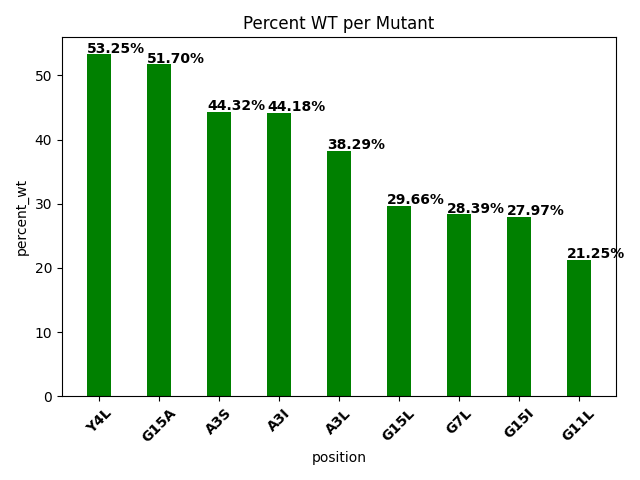 Percent WT per Mutant
percent_wt
50
40
30
20
10
0
53.25%
51.70%
44.32%
44.18%
38.29%
29.66%
28.39%
27.97%
21.25%
Y4L
G15A
A3S
A3I
A3L
G15L
G7L
G15I
G11L
position